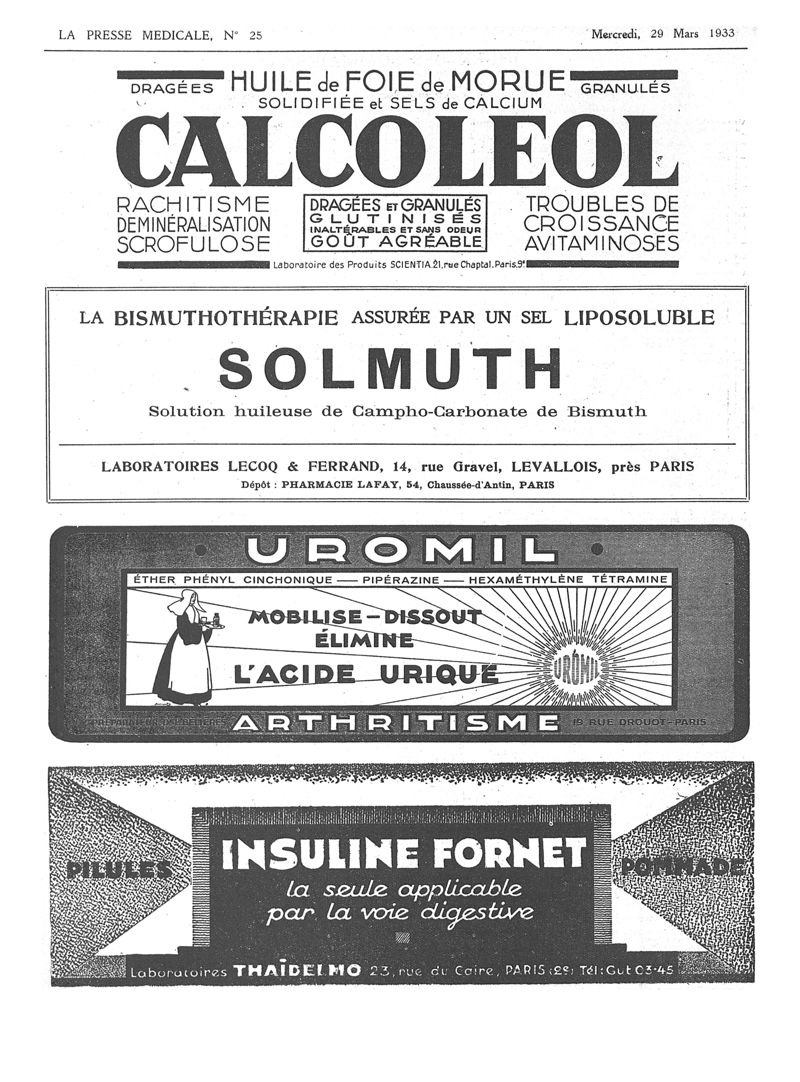 LA PRESSE MEDICALE, N° 25
Mercredi, 29 Mars 1933
DRAGÉES
HUILE de FOIE de MORUE
GRANULÉS
SOLIDIFIÉE et SELS de CALCIUM
CALCOLEOL
RACHITISME
DEMINÉRALISATION
SCROFULOSE
DRAGÉES ET GRANULÉS
GLUTINISÉS
INALTÉRABLES ET SANS ODEUR
GOÛT AGRÉABLE
TROUBLES DE
CROISSANCE
AVITAMINOSES
Laboratoire des Produits SCIENTIA. 21, rue Chaptal. Paris. 9e
LA BISMUTHOTHÉRAPIE ASSURÉE PAR UN SEL LIPOSOLUBLE
SOLMUTH
Solution huileuse de Campho-Carbonate de Bismuth
LABORATOIRES LECOQ & FERRAND, 14, rue Gravel, LEVALLOIS, près PARIS
Dépôt : PHARMACIE LAFAY, 54, Chaussée-d'Antin, PARIS
UROMIL
ÉTHER PHÉNYL CINCHONIQUE — PIPÉRAZINE — HEXAMÉTHYLÈNE TÉTRAMINE
MOBILISE - DISSOUT
ÉLIMINE
L'ACIDE URIQUE
UROMIL
ARTHRITISME
19, RUE DROUOT - PARIS
PILULES
INSULINE FORNET
POMMADE
la seule applicable
par la voie digestive
Laboratoires THAÏDELMO 23, rue du Caire, PARIS (2e) Tél: Gut 03-45